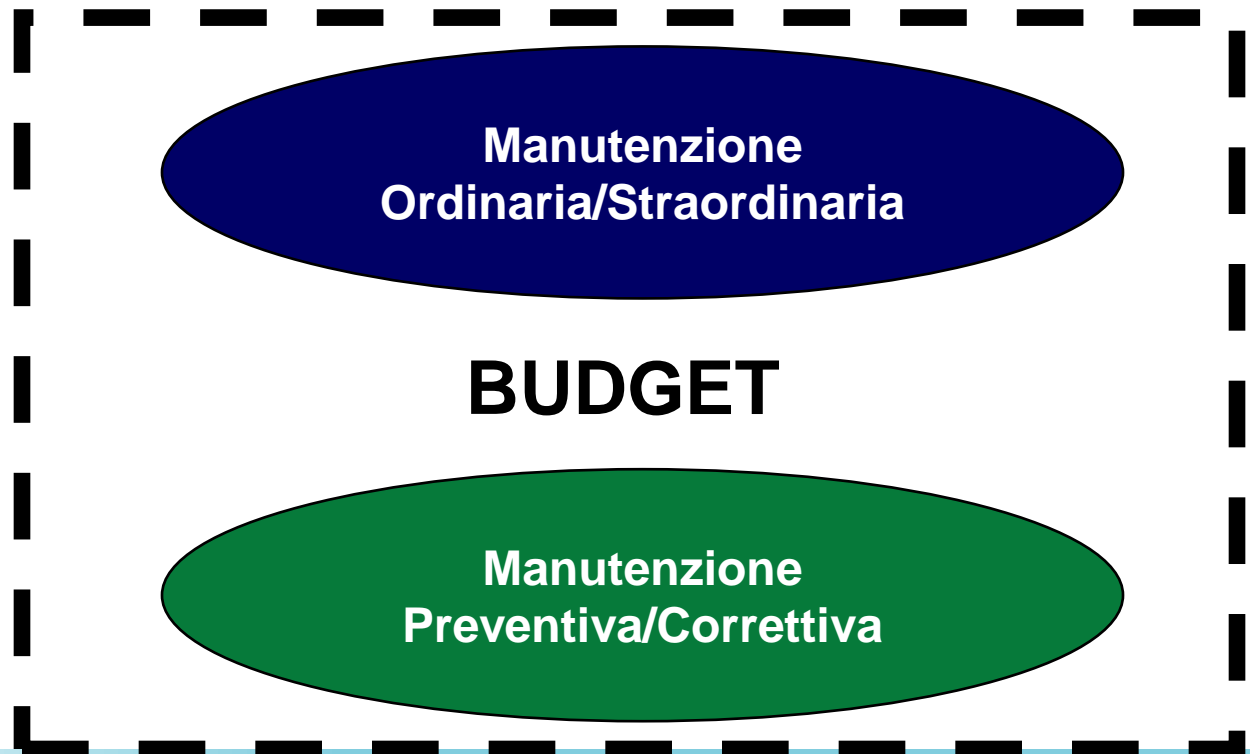 Manutenzione
Ordinaria/Straordinaria
BUDGET
Manutenzione
Preventiva/Correttiva